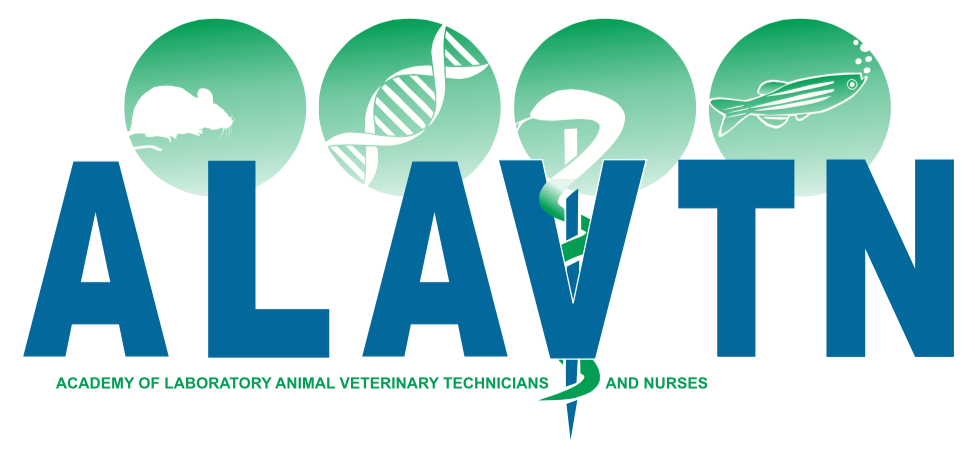 ALAVTN
ACADEMY OF LABORATORY ANIMAL VETERINARY TECHNICIANS AND NURSES